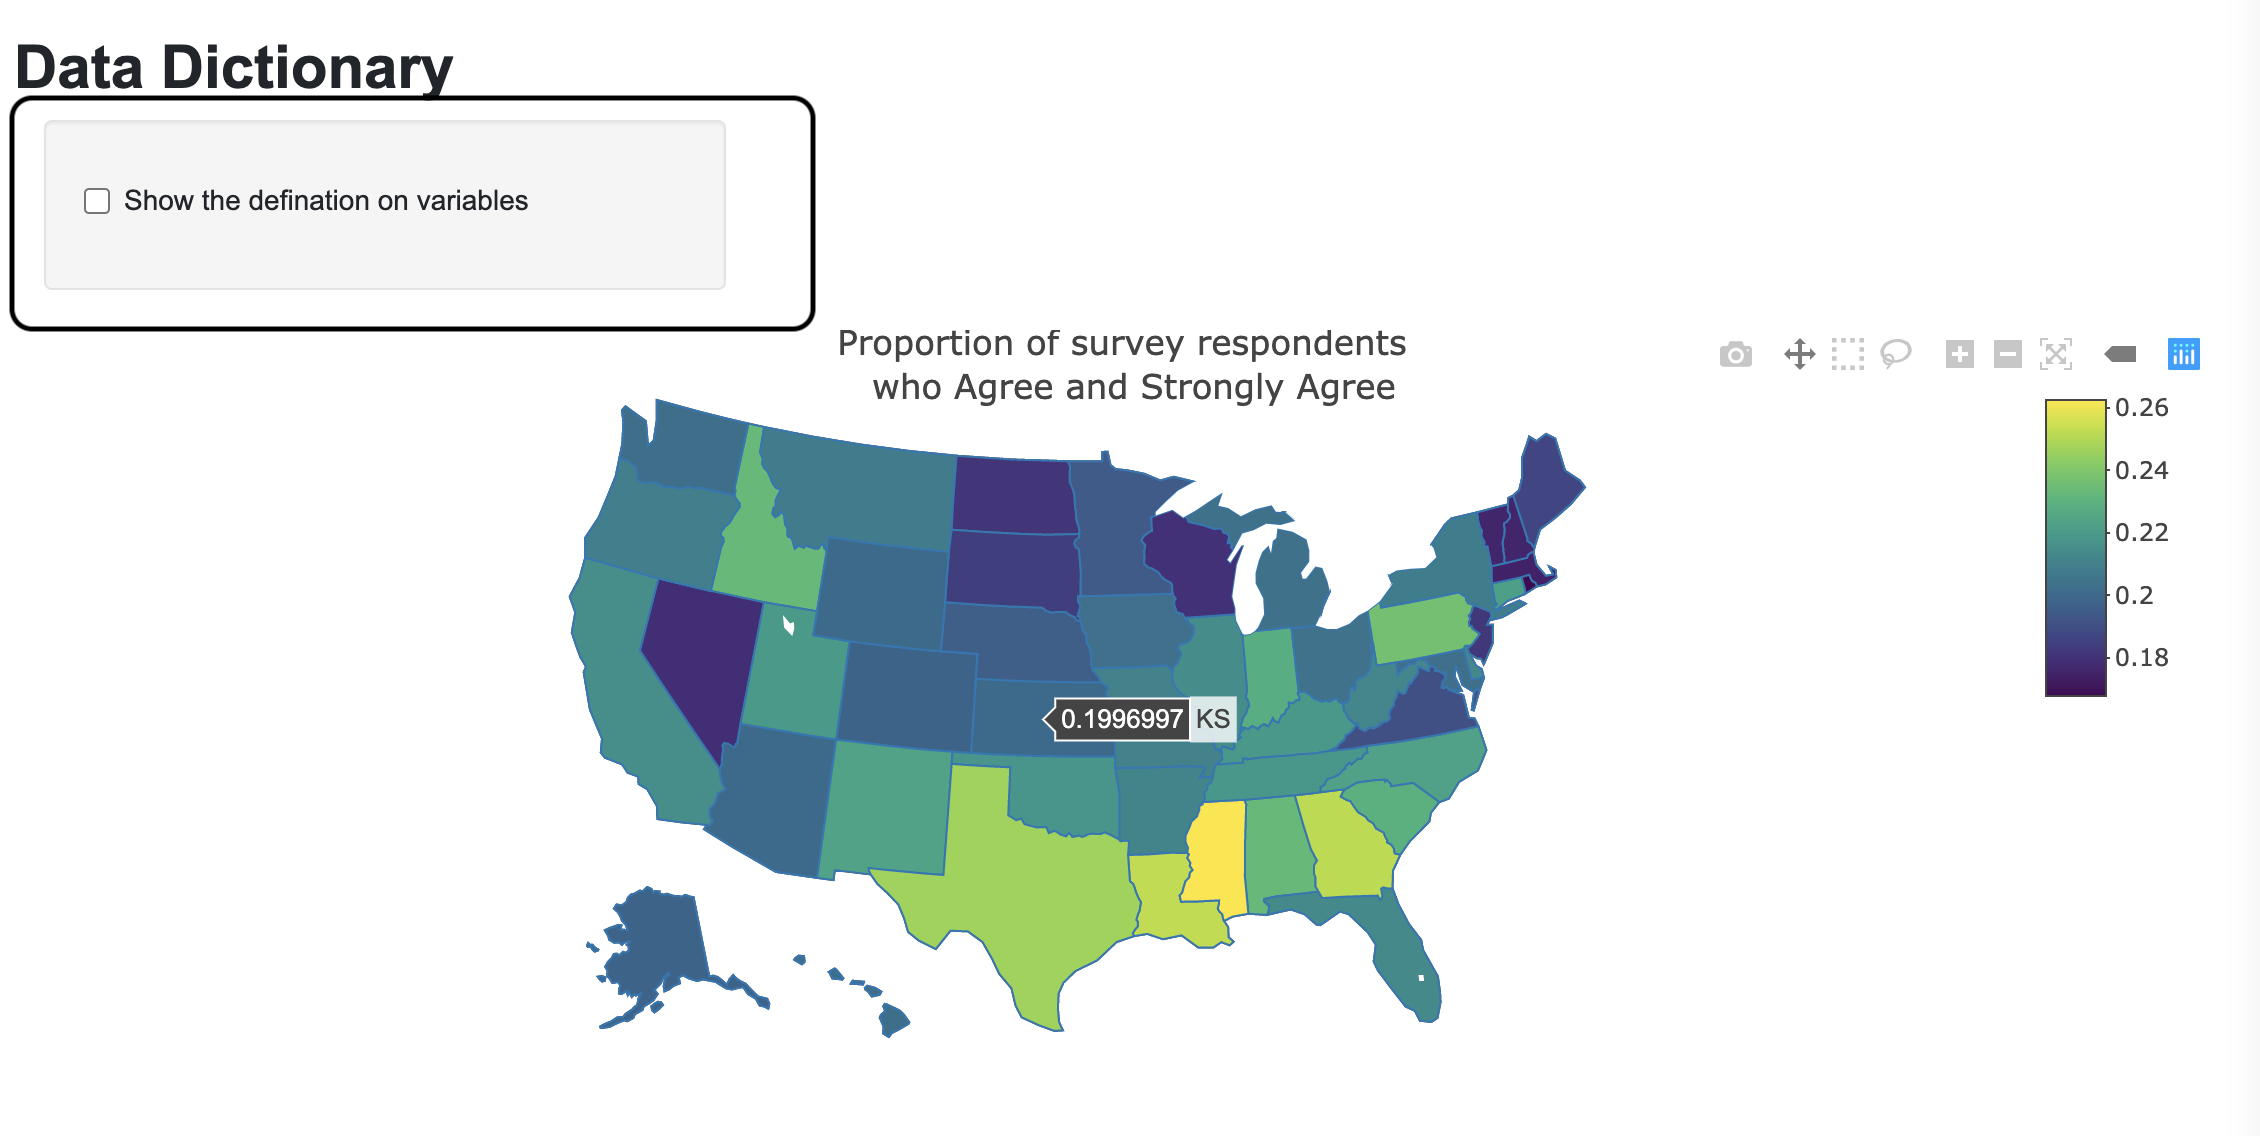 Data Dictionary
Show the defination on variables
Proportion of survey respondents
who Agree and Strongly Agree
0.26
0.24
0.22
0.2
0.18
0.1996997 KS